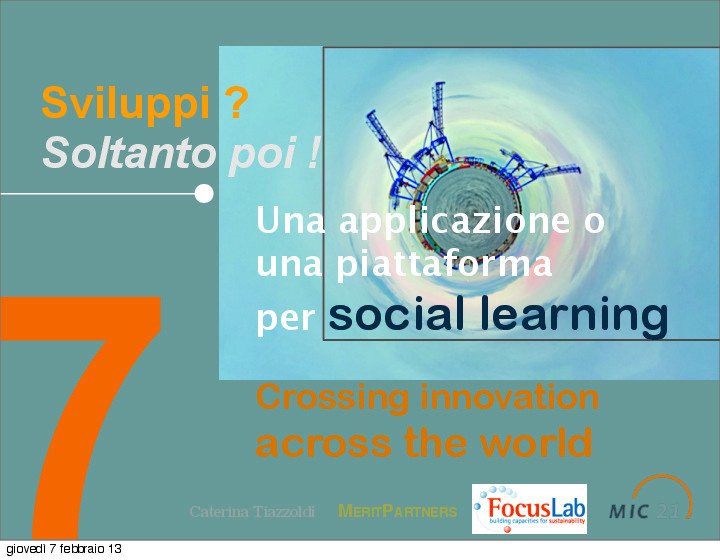 Sviluppi ?
Soltanto poi !
Una applicazione o
una piattaforma
per social learning
7
Crossing innovation
across the world
Caterina Tiazzoldi
MERITPARTNERS
FocusLab
building capacities for sustainability
MIC 21
giovedì 7 febbraio 13